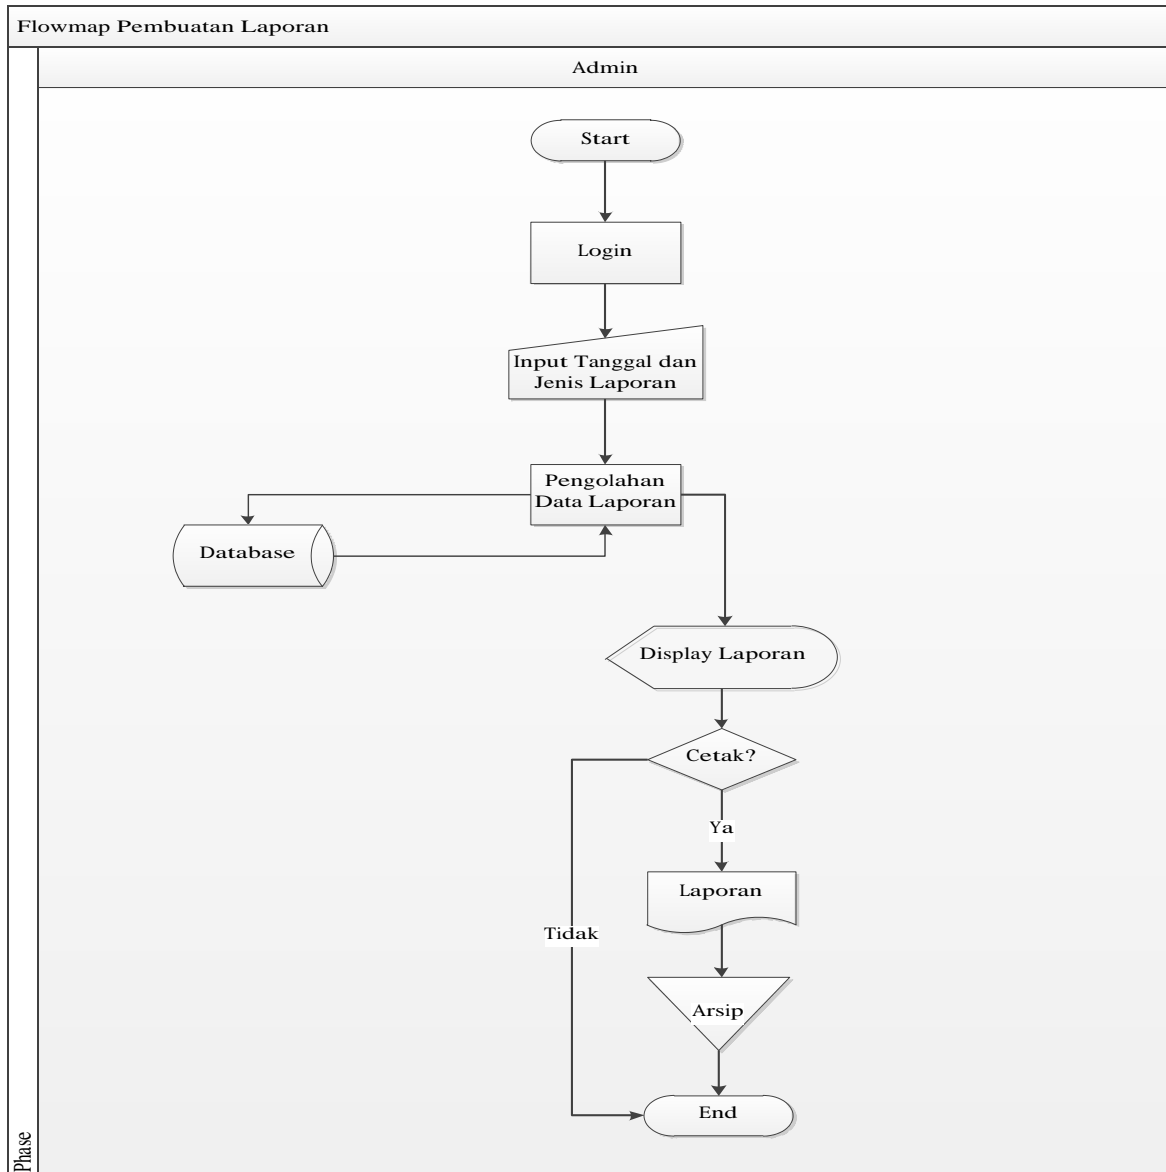 Flowmap Pembuatan Laporan
Admin
Start
Login
Input Tanggal dan
Jenis Laporan
Pengolahan
Data Laporan
Database
Display Laporan
Cetak?
Ya
Laporan
Tidak
Arsip
End
Phase